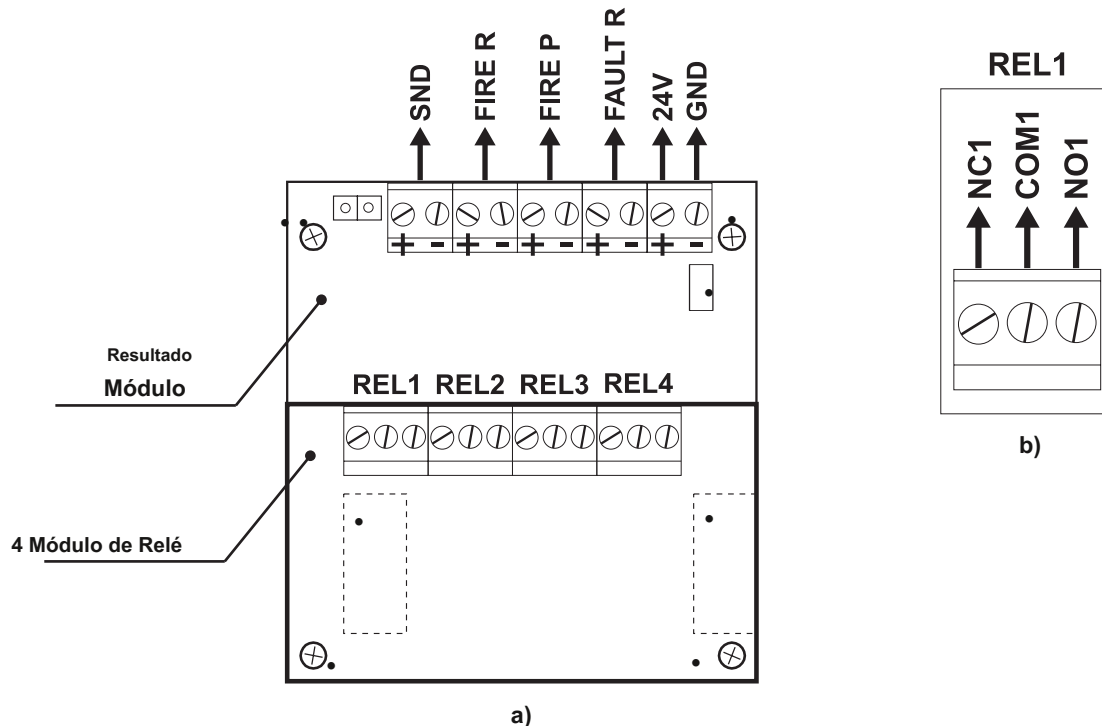 SND
FIRE R
FIRE P
FAULT R
24V
GND
+ - + - + - + - + -
Resultado
Módulo
REL1 REL2 REL3 REL4
4 Módulo de Relé
a)
REL1
NC1
COM1
NO1
b)